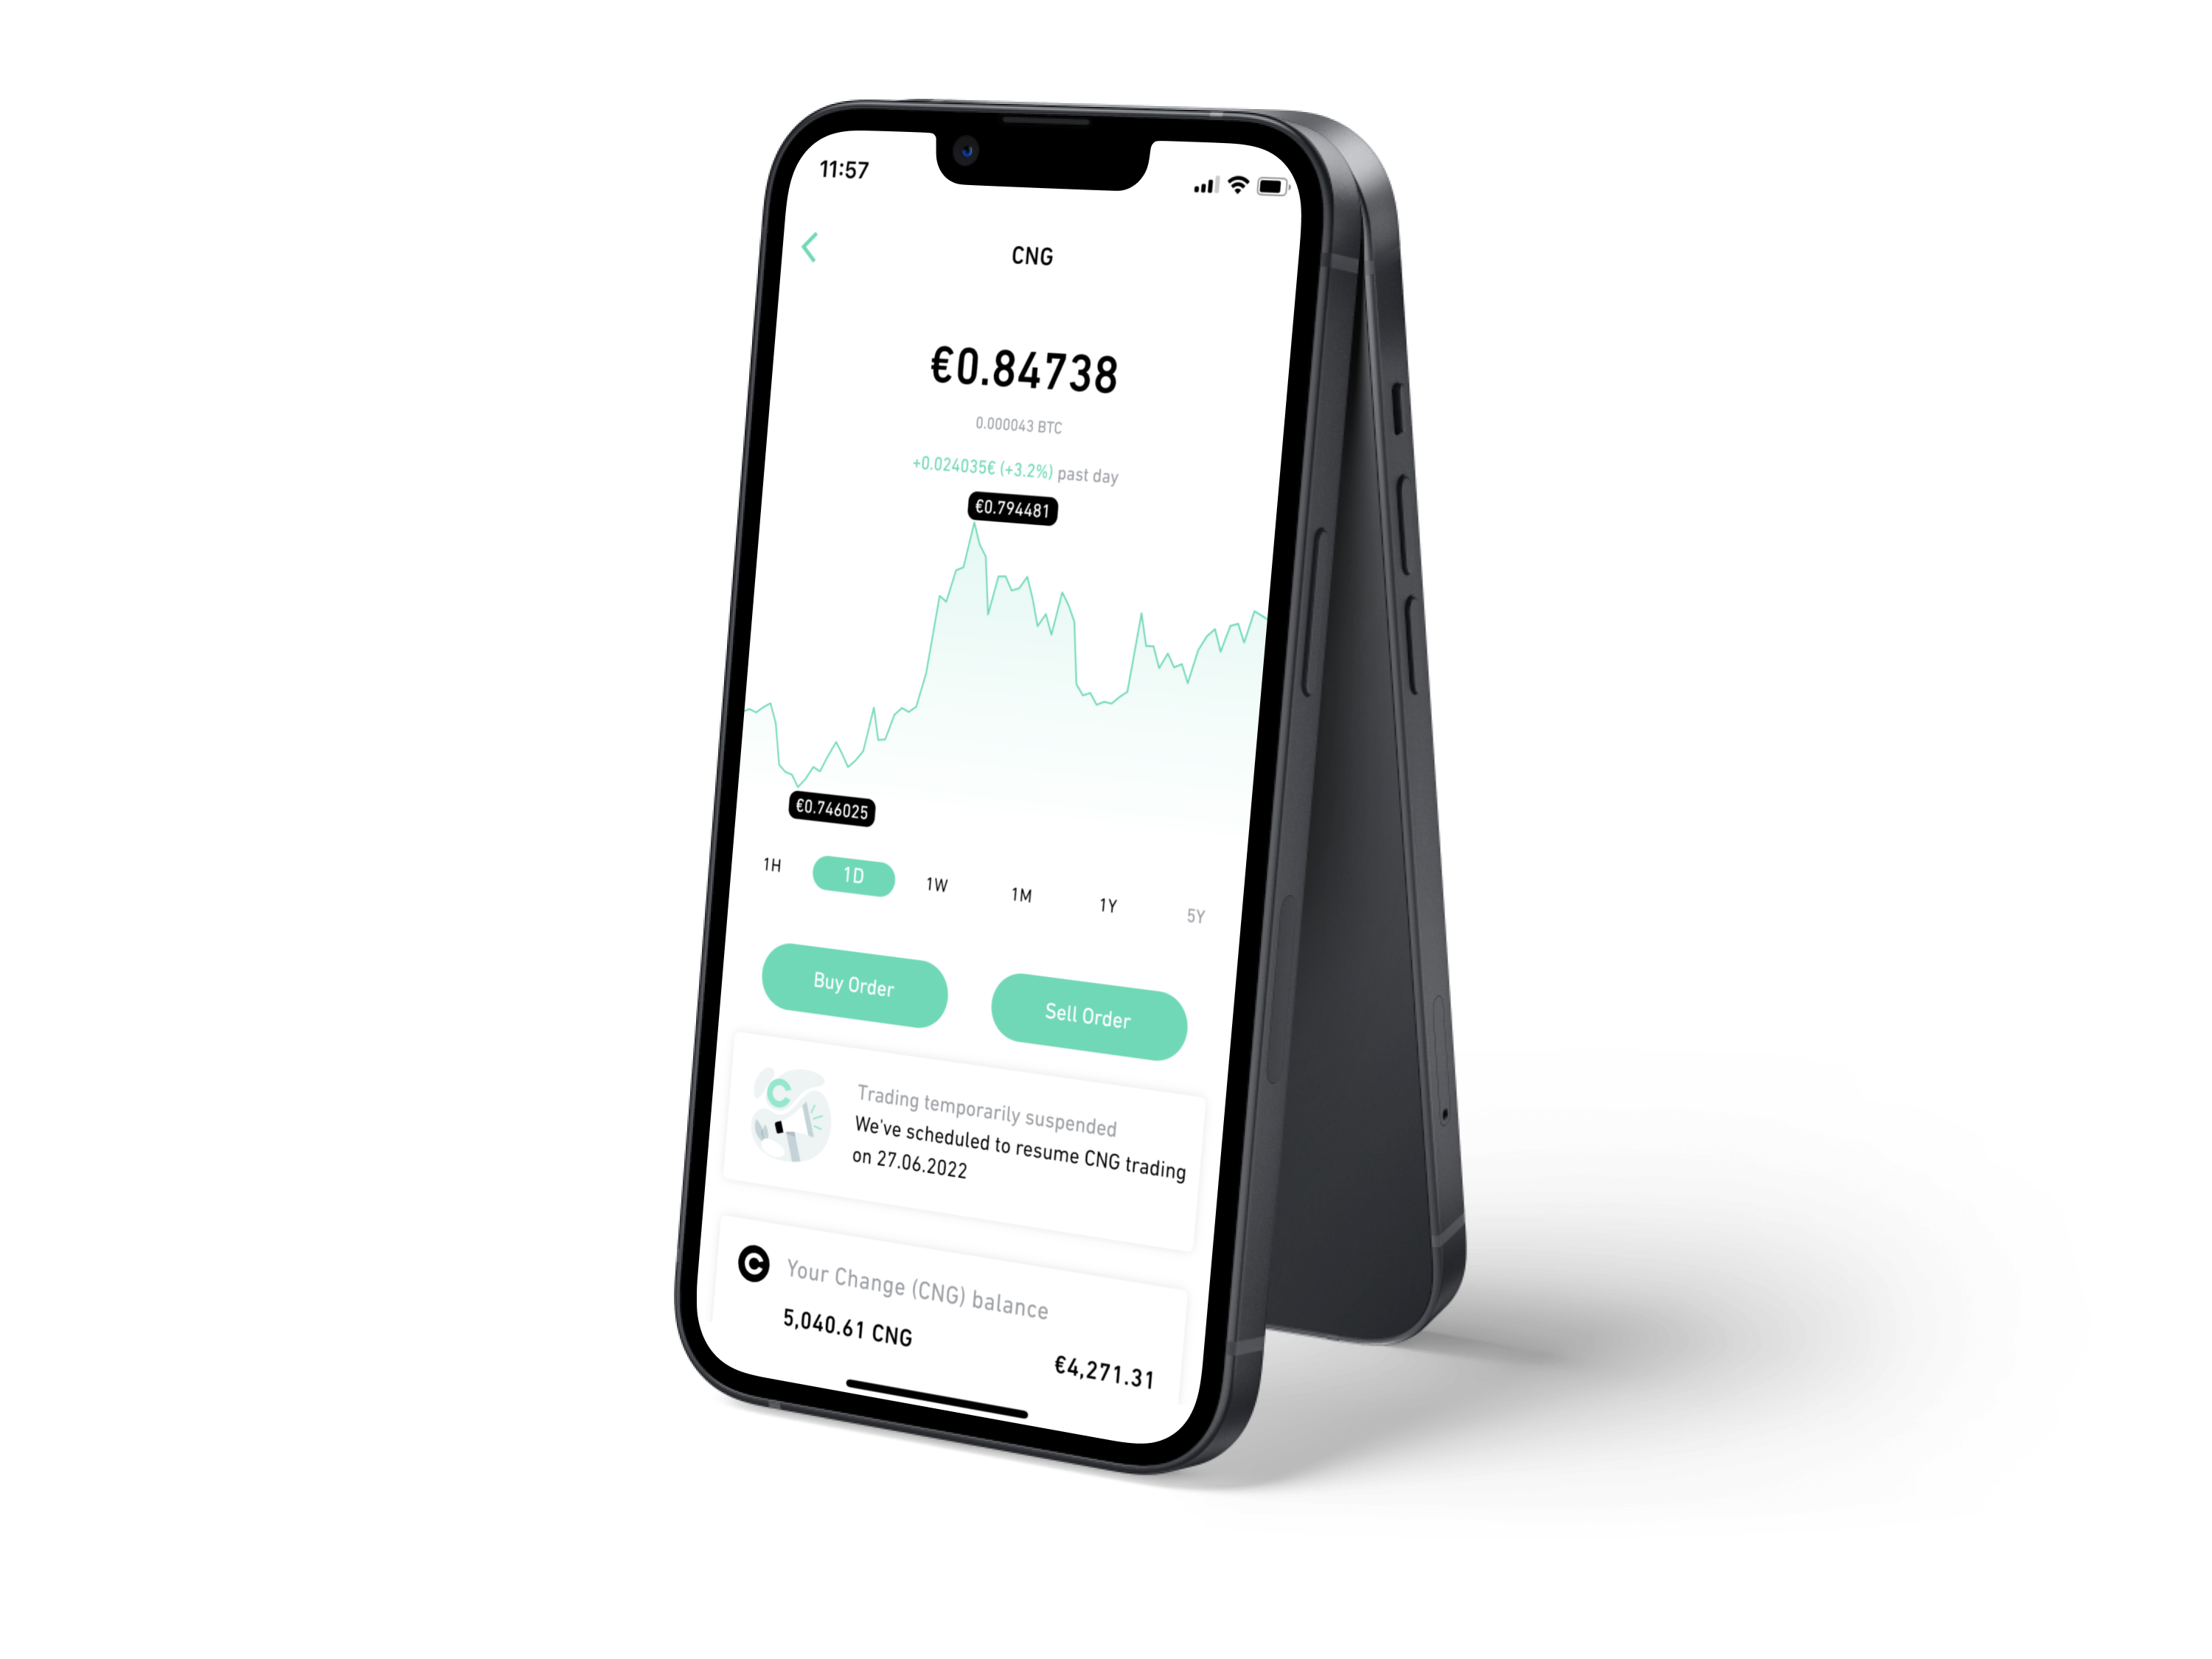 11:57
CNG
€0.84738
0.000043 BTC
+0.024035€ (+3.2%) past day
€0.794481
€0.746025
1H 1D 1W 1M 1Y 5Y
Buy Order Sell Order
Trading temporarily suspended
We've scheduled to resume CNG trading
on 27.06.2022
Your Change (CNG) balance
5,040.61 CNG
€4,271.31